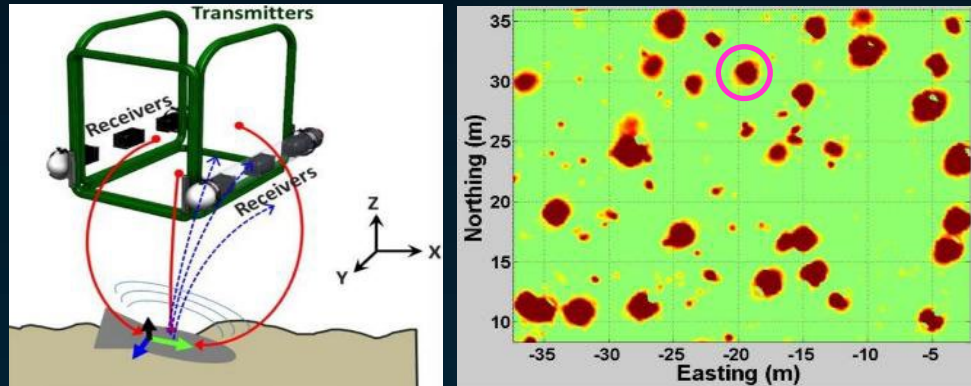 Transmitters
Receivers
Receivers
Z
X
Y
Northing (m)
35
30
25
20
15
10
-35
-30
-25
-20
-15
-10
-5
Easting (m)